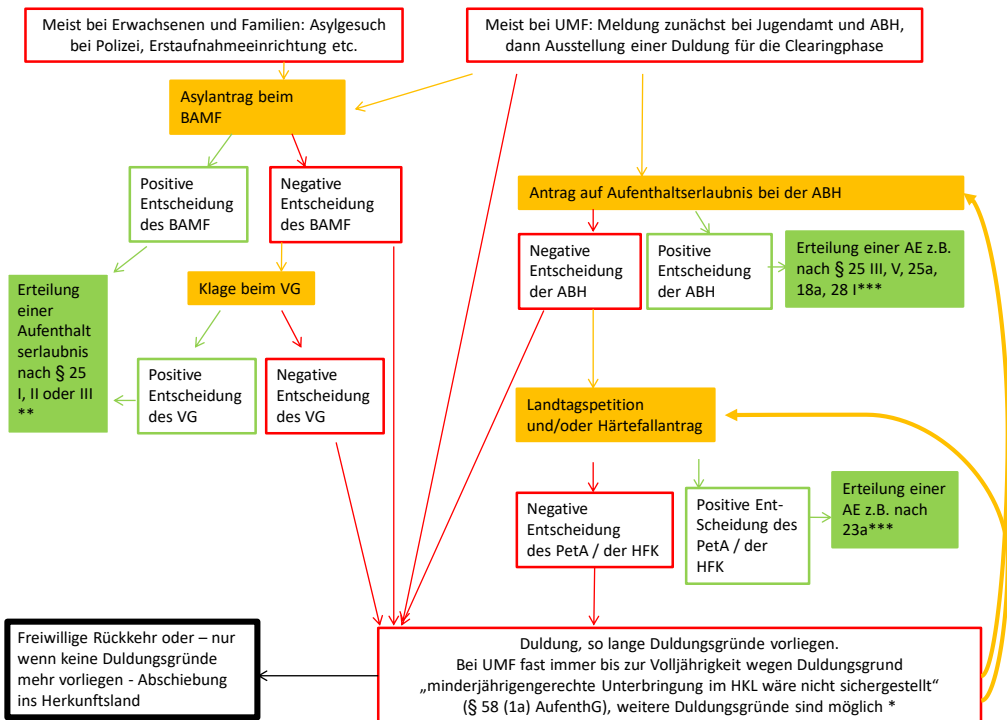 Meist bei Erwachsenen und Familien: Asylgesuch
bei Polizei, Erstaufnahmeeinrichtung etc.
Meist bei UMF: Meldung zunächst bei Jugendamt und ABH,
dann Ausstellung einer Duldung für die Clearingphase
Asylantrag beim
BAMF
Positive
Entscheidung
des BAMF
Negative
Entscheidung
des BAMF
Antrag auf Aufenthaltserlaubnis bei der ABH
Negative
Entscheidung
der ABH
Positive
Entscheidung der
ABH
Erteilung einer AE z.B.
nach § 25 III, V, 25a,
18a, 28 I***
Erteilung
einer
Aufenthalt
serlaubnis
nach § 25
I, II oder III
**
Klage beim VG
Positive
Entscheidung
des VG
Negative
Entscheidung
des VG
Landtagspetition
und/oder Härtefallantrag
Negative
Entscheidung
des PetA / der HFK
Positive Ent-
Scheidung des
PetA / der
HFK
Erteilung einer
AE z.B. nach
23a***
Freiwillige Rückkehr oder – nur
wenn keine Duldungsgründe
mehr vorliegen - Abschiebung
ins Herkunftsland
Duldung, so lange Duldungsgründe vorliegen.
Bei UMF fast immer bis zur Volljährigkeit wegen Duldungsgrund
„minderjährigengerechte Unterbringung im HKL wäre nicht sichergestellt“
(§ 58 (1a) AufenthG), weitere Duldungsgründe sind möglich *